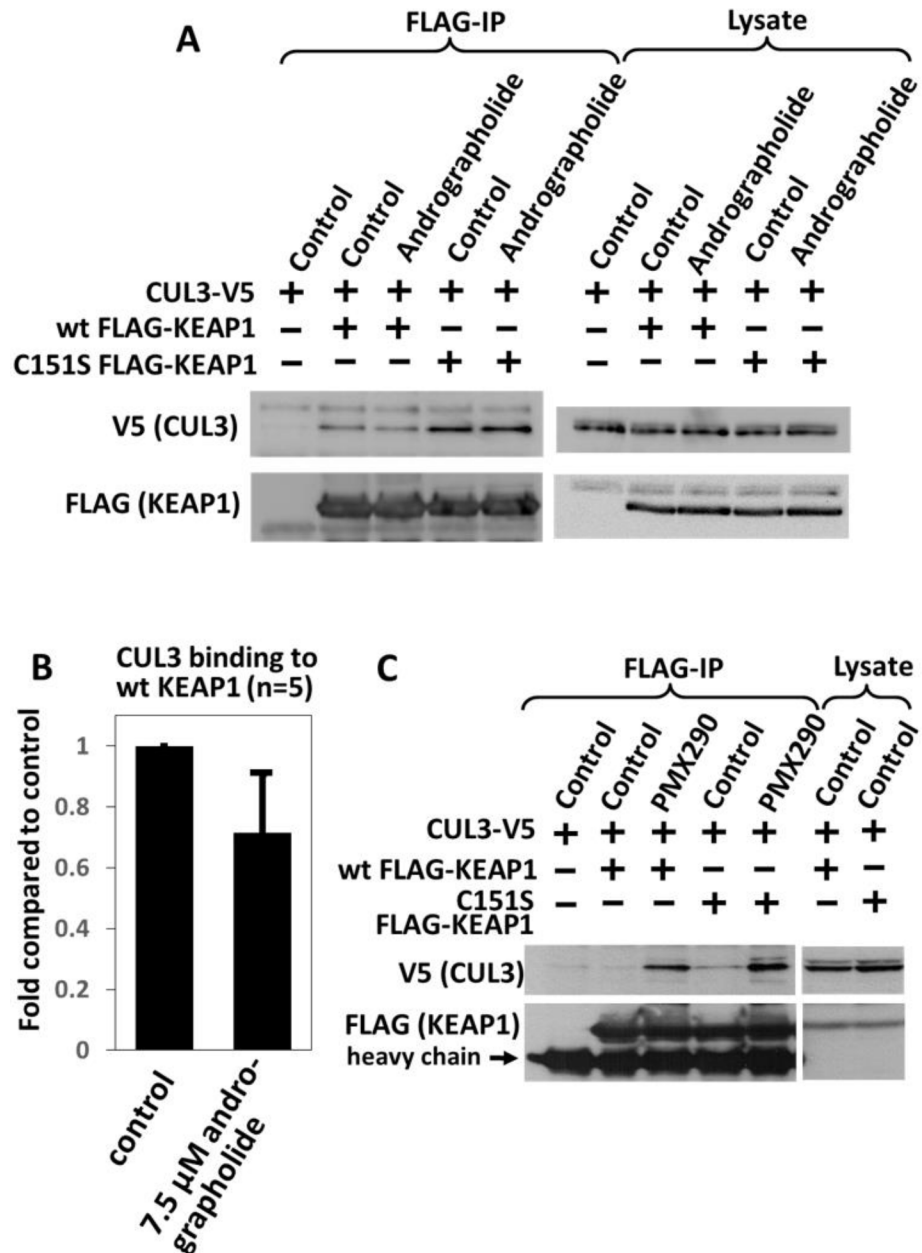 A
FLAG-IP
Lysate
Control
Control
Andrographolide
Control
Andrographolide
Control
Control
Andrographolide
Control
Andrographolide
CUL3-V5 + + + + + + + + + +
wt FLAG-KEAP1 − + + − − − + + − −
C151S FLAG-KEAP1 − − − + + − − − + +
V5 (CUL3)
FLAG (KEAP1)
B
CUL3 binding to
wt KEAP1 (n=5)
Fold compared to control
1
0.8
0.6
0.4
0.2
0
control
7.5 µM andro-
grapholide
C
FLAG-IP
Lysate
Control
Control
PMX290
Control
PMX290
Control
Control
CUL3-V5 + + + + + + +
wt FLAG-KEAP1 − + + − − + −
C151S − − − + + − +
FLAG-KEAP1
V5 (CUL3)
FLAG (KEAP1)
heavy chain →